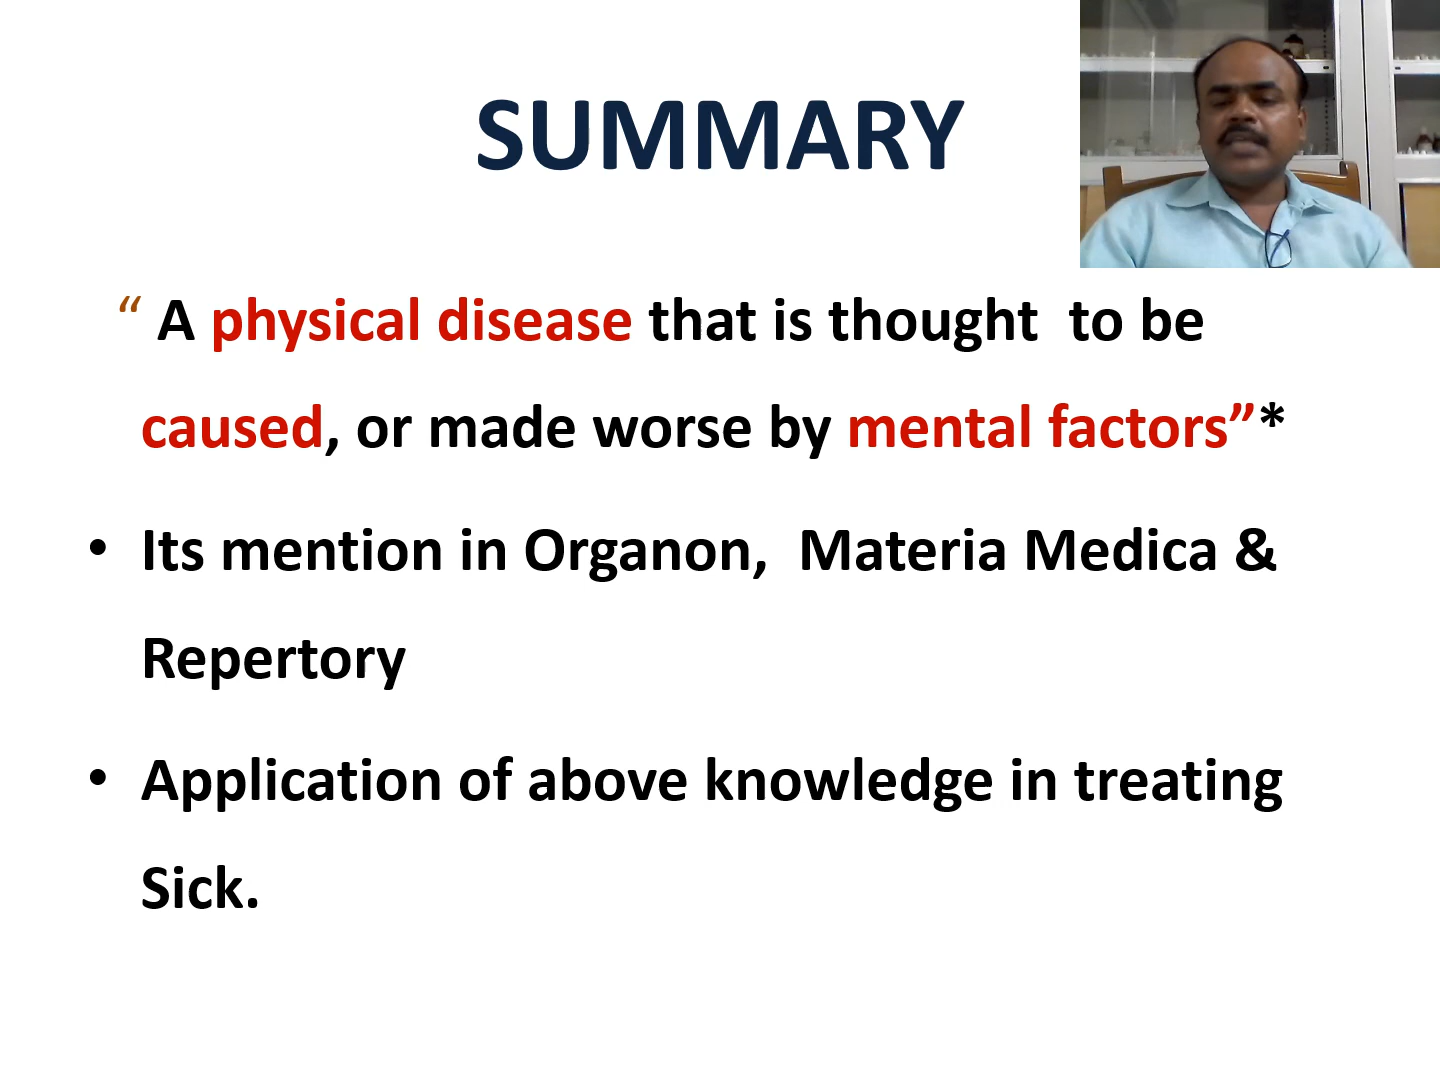 SUMMARY
“ A physical disease that is thought  to be
caused, or made worse by mental factors”*
• Its mention in Organon,  Materia Medica &
Repertory
• Application of above knowledge in treating
Sick.